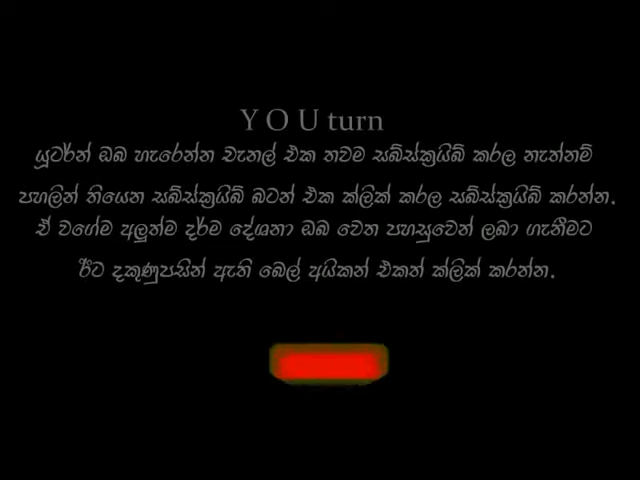 Y O U turn
යූටර්න් ඔබ හැරෙන්න චැනල් එක තවම සබ්ස්ක්‍රයිබ් කරල නැත්නම්
පහලින් තියෙන සබ්ස්ක්‍රයිබ් බටන් එක ක්ලික් කරල සබ්ස්ක්‍රයිබ් කරන්න.
ඒ වගේම අලුත්ම දර්ම දේශනා ඔබ වෙත පහසුවෙන් ලබා ගැනීමට
ඊට දකුණුපසින් ඇති බෙල් අයිකන් එකත් ක්ලික් කරන්න.